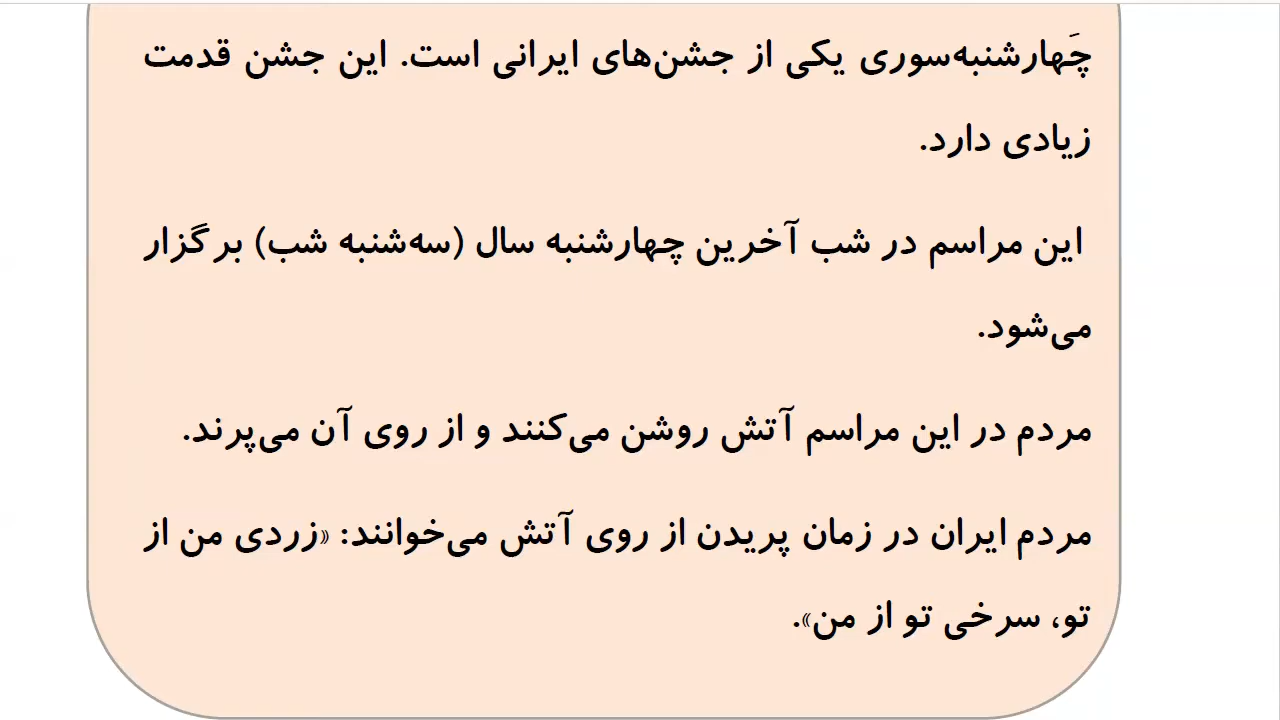 چَهارشنبه‌سوری یکی از جشن‌های ایرانی است. این جشن قدمت
زیادی دارد.
این مراسم در شب آخرین چهارشنبه سال (سه‌شنبه شب) برگزار
می‌شود.
مردم در این مراسم آتش روشن می‌کنند و از روی آن می‌پرند.
مردم ایران در زمان پریدن از روی آتش می‌خوانند: «زردی من از
تو، سرخی تو از من».